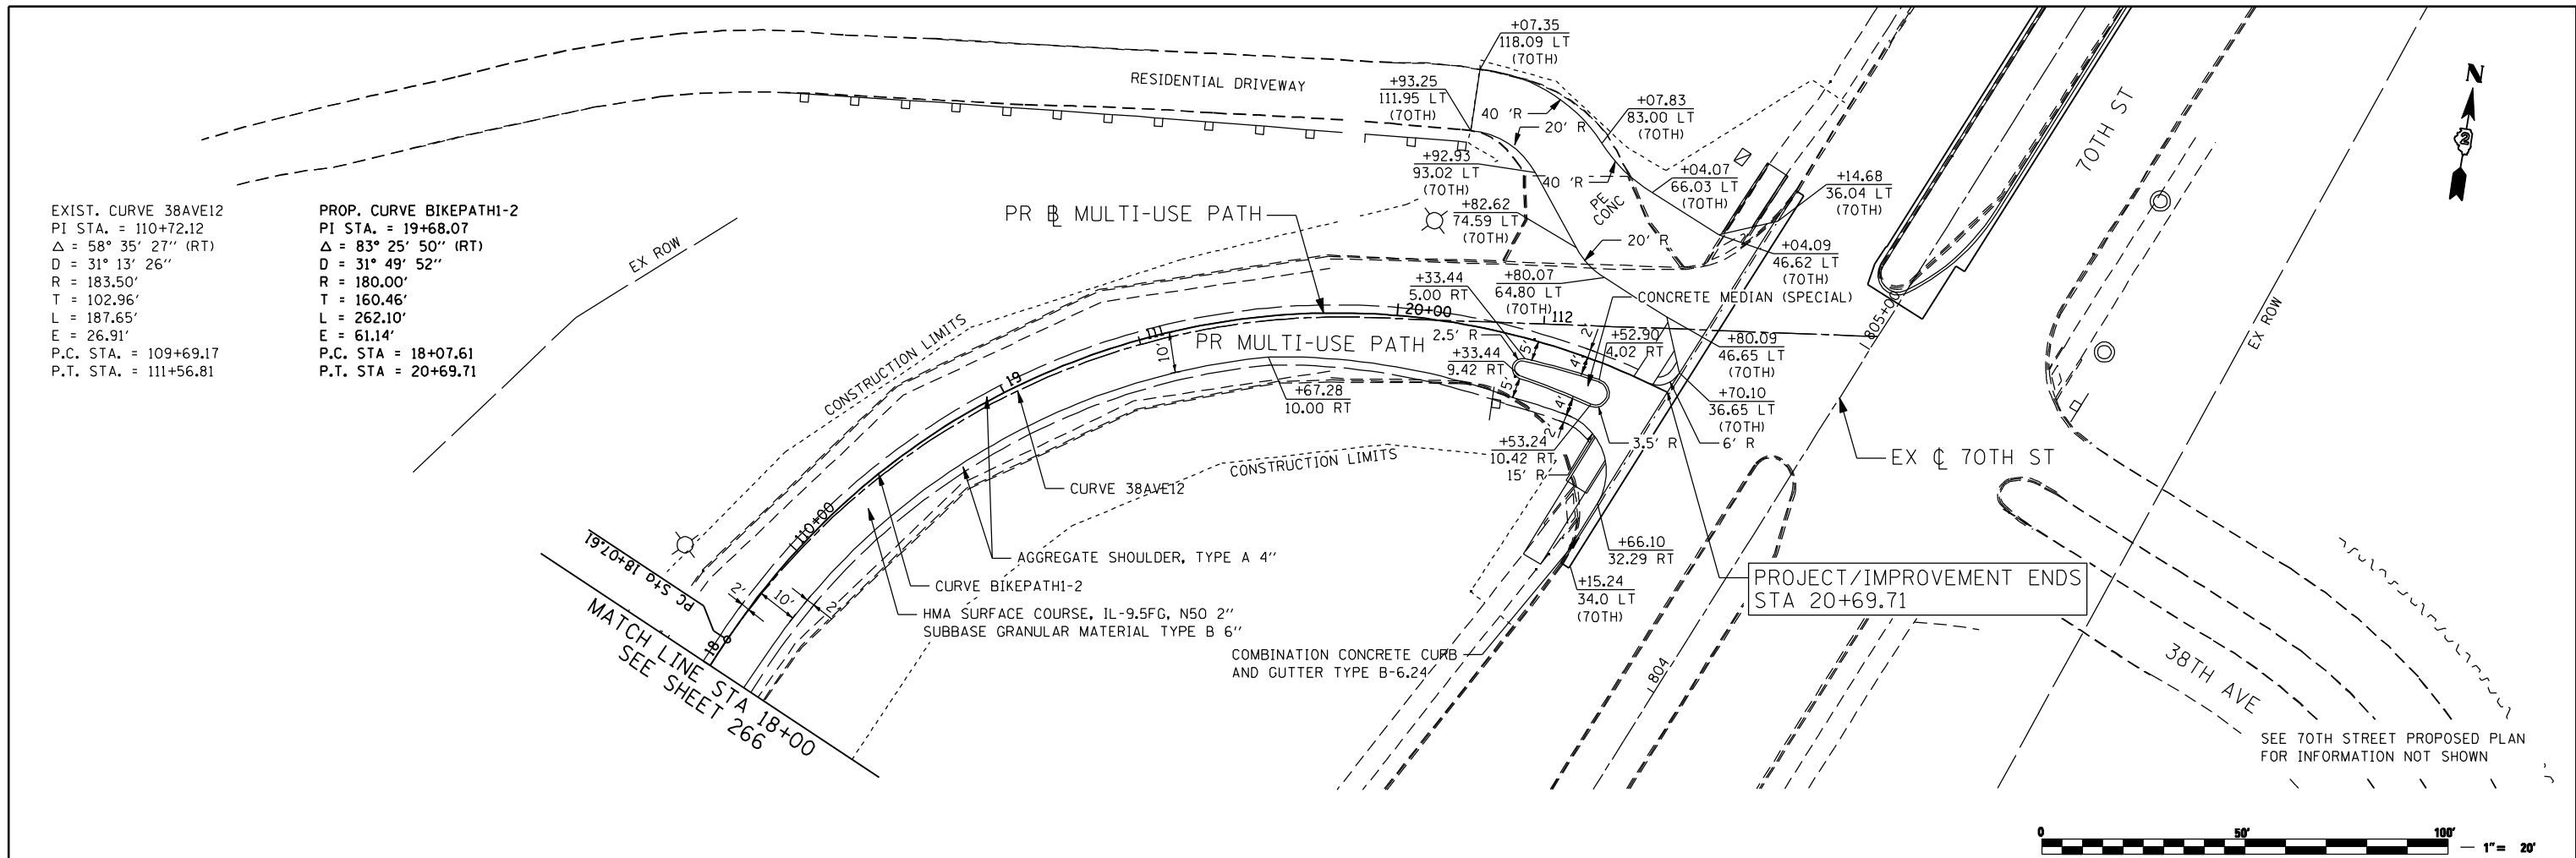 EXIST. CURVE 38AVE12
PI STA. = 110+72.12
Δ = 58° 35' 27'' (RT)
D = 31° 13' 26''
R = 183.50'
T = 102.96'
L = 187.65'
E = 26.91'
P.C. STA. = 109+69.17
P.T. STA. = 111+56.81
PROP. CURVE BIKEPATH1-2
PI STA. = 19+68.07
Δ = 83° 25' 50'' (RT)
D = 31° 49' 52''
R = 180.00'
T = 160.46'
L = 262.10'
E = 61.14'
P.C. STA = 18+07.61
P.T. STA = 20+69.71
RESIDENTIAL DRIVEWAY
+07.35
118.09 LT
(70TH)
+93.25
111.95 LT
(70TH)
40 'R
20' R
+07.83
83.00 LT
(70TH)
+92.93
93.02 LT
(70TH)
40 'R
PE
CONC
+04.07
66.03 LT
(70TH)
+14.68
36.04 LT
(70TH)
+82.62
74.59 LT
(70TH)
20' R
+04.09
46.62 LT
(70TH)
70TH ST
N
EX ROW
PR BL MULTI-USE PATH
+33.44
5.00 RT
+80.07
64.80 LT
(70TH)
CONCRETE MEDIAN (SPECIAL)
20+00
112
111
10'
PR MULTI-USE PATH
2.5' R
5'
2'
4'
+52.90
4.02 RT
+80.09
46.65 LT
(70TH)
805+00
EX ROW
+33.44
9.42 RT
5'
4'
2'
+67.28
10.00 RT
+70.10
36.65 LT
(70TH)
6' R
3.5' R
+53.24
10.42 RT
15' R
CONSTRUCTION LIMITS
CONSTRUCTION LIMITS
19
EX CL 70TH ST
CURVE 38AVE12
110+00
AGGREGATE SHOULDER, TYPE A 4''
CURVE BIKEPATH1-2
HMA SURFACE COURSE, IL-9.5FG, N50 2''
SUBBASE GRANULAR MATERIAL TYPE B 6''
PC Sta 18+07.61
2'
10'
2'
18
MATCH LINE STA 18+00
SEE SHEET 266
+66.10
32.29 RT
+15.24
34.0 LT
(70TH)
PROJECT/IMPROVEMENT ENDS
STA 20+69.71
COMBINATION CONCRETE CURB
AND GUTTER TYPE B-6.24
804
38TH AVE
SEE 70TH STREET PROPOSED PLAN
FOR INFORMATION NOT SHOWN
0 50' 100'
1"= 20'